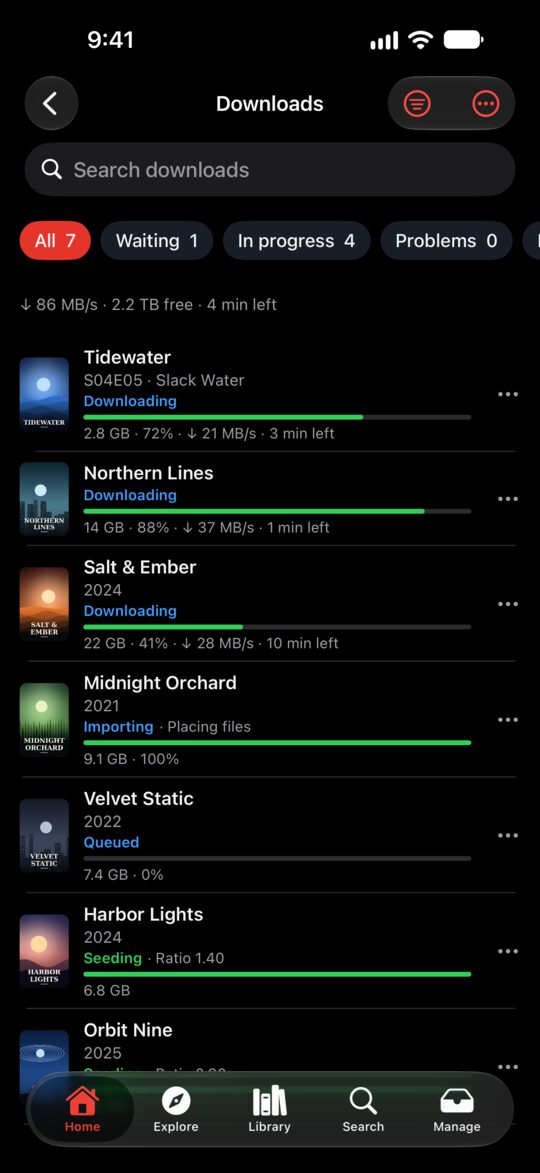 9:41
Downloads
Search downloads
All 7
Waiting 1
In progress 4
Problems 0
↓ 86 MB/s · 2.2 TB free · 4 min left
TIDEWATER
Tidewater
S04E05 · Slack Water
Downloading
2.8 GB · 72% · ↓ 21 MB/s · 3 min left
NORTHERN
LINES
Northern Lines
Downloading
14 GB · 88% · ↓ 37 MB/s · 1 min left
SALT &
EMBER
Salt & Ember
2024
Downloading
22 GB · 41% · ↓ 28 MB/s · 10 min left
MIDNIGHT
ORCHARD
Midnight Orchard
2021
Importing · Placing files
9.1 GB · 100%
VELVET
STATIC
Velvet Static
2022
Queued
7.4 GB · 0%
HARBOR
LIGHTS
Harbor Lights
2024
Seeding · Ratio 1.40
6.8 GB
Orbit Nine
2025
Home
Explore
Library
Search
Manage